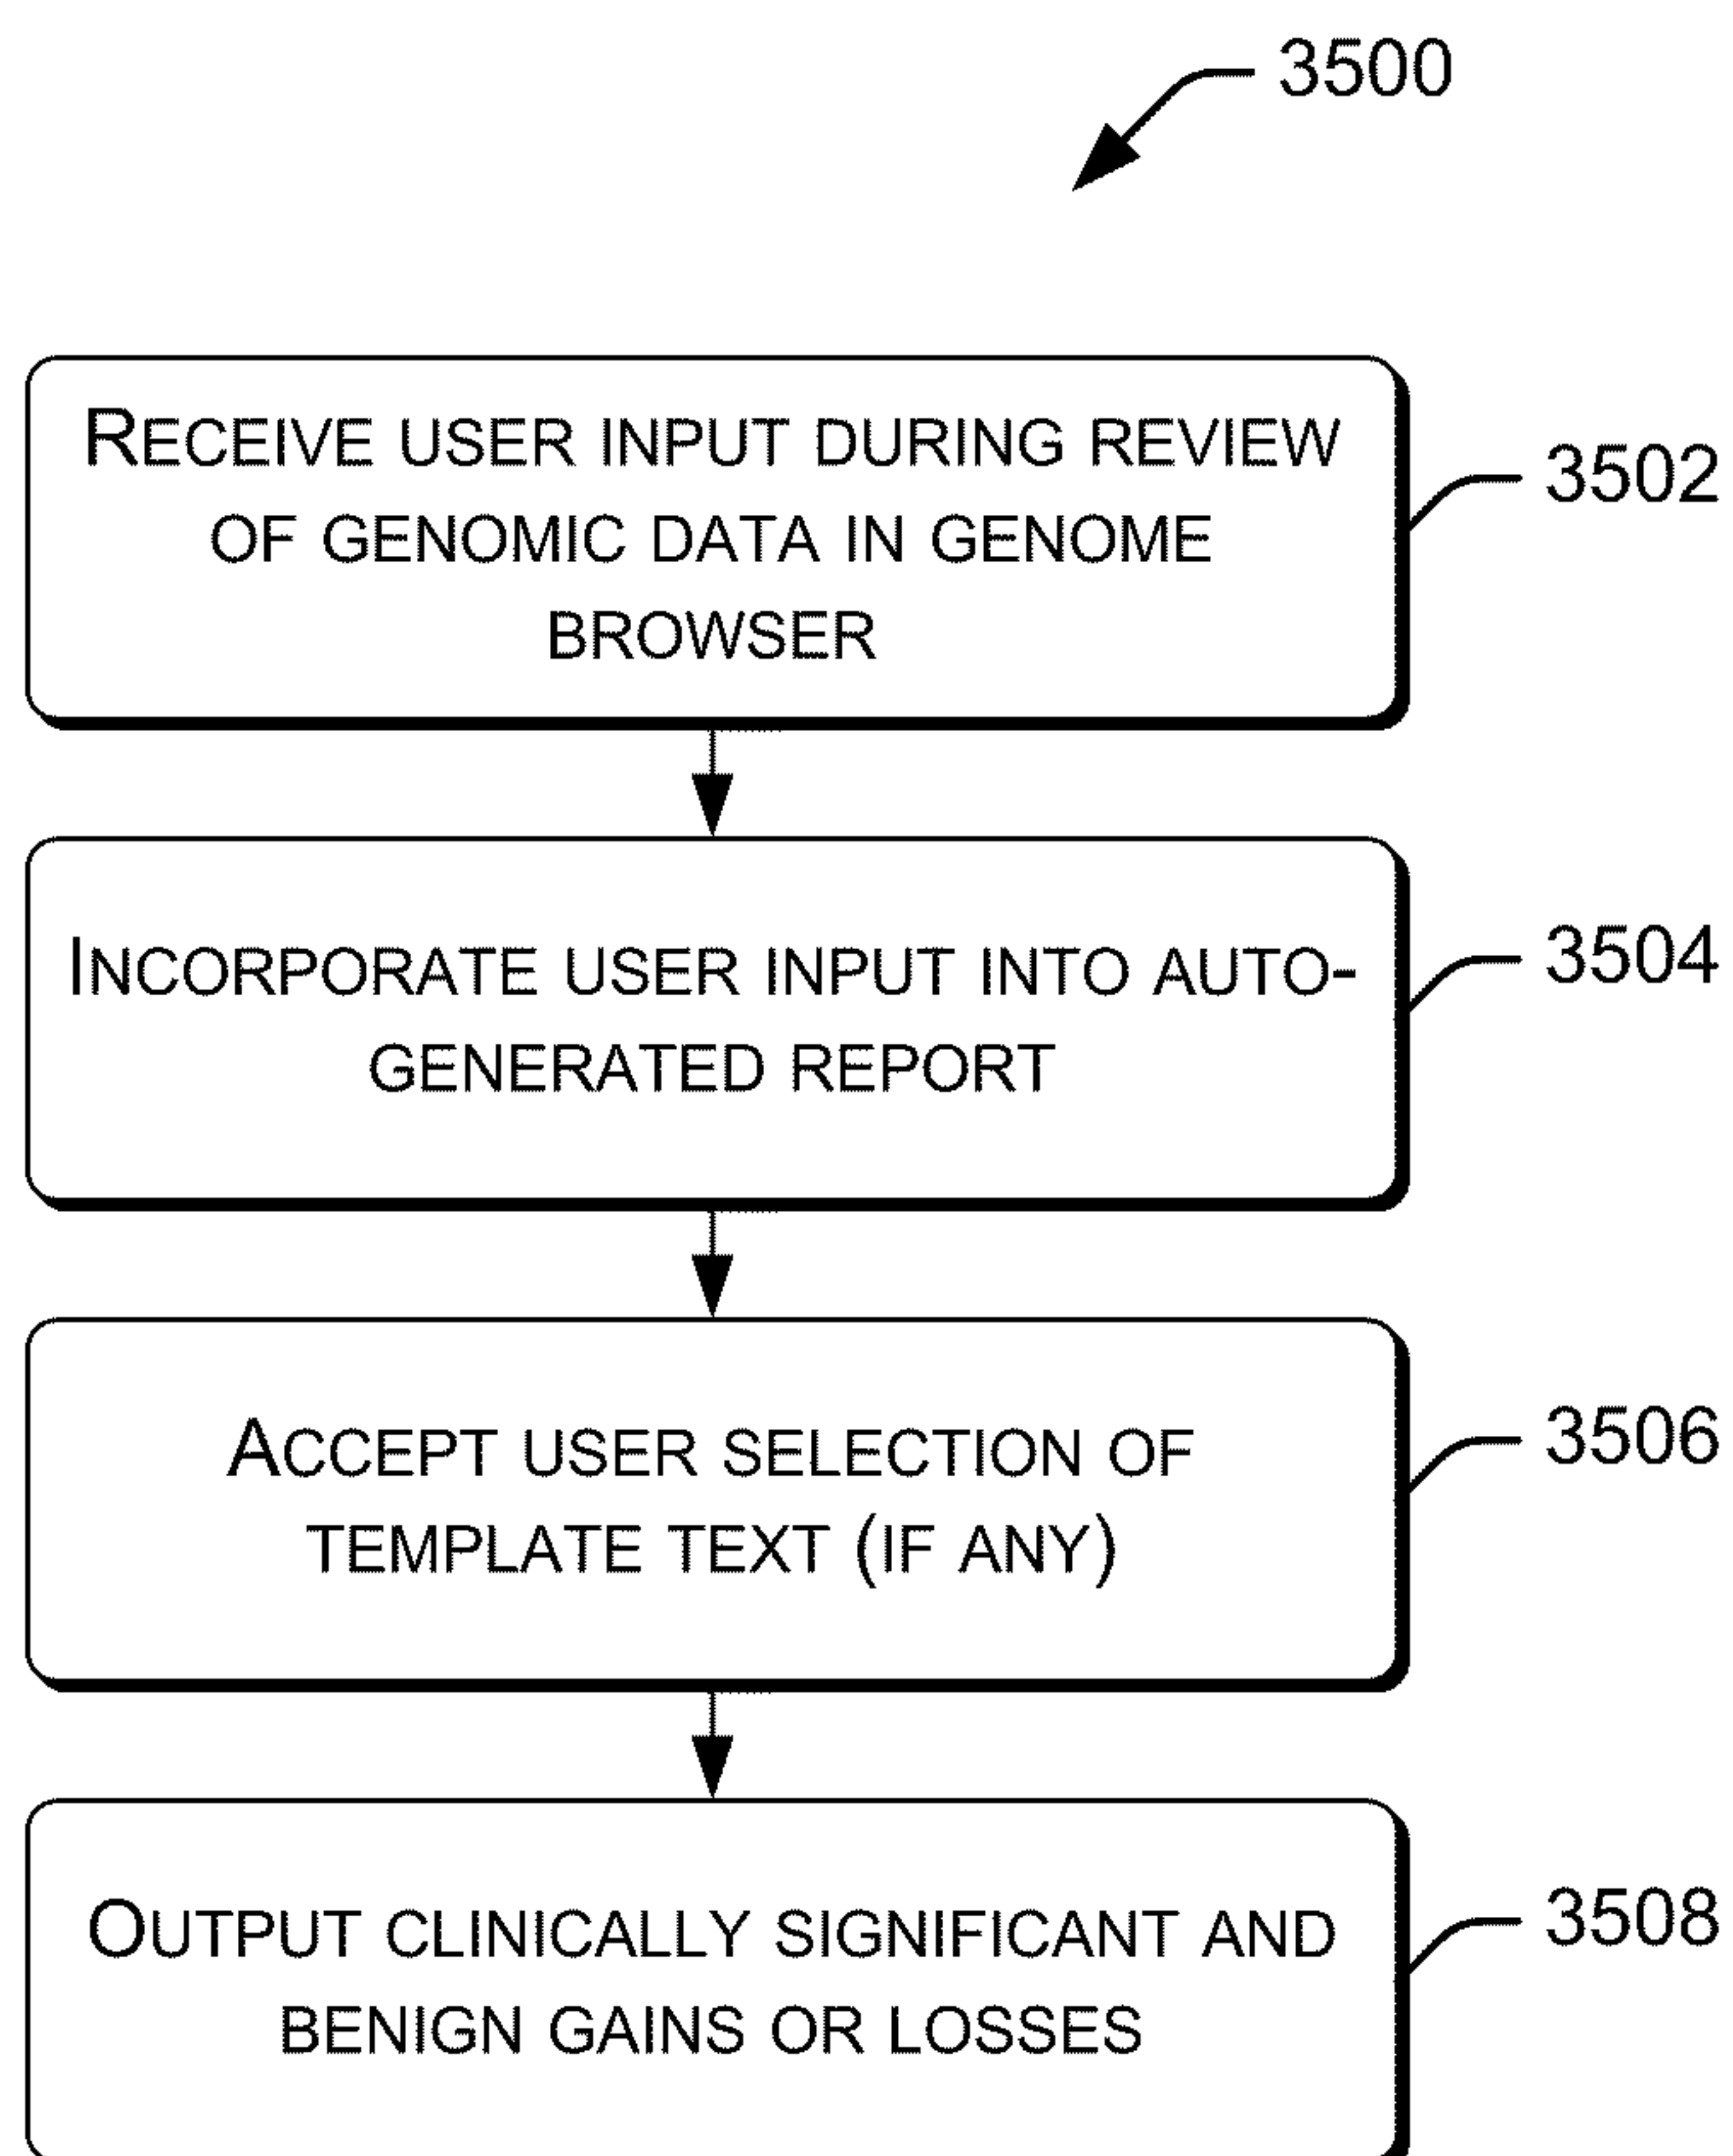 3500
RECEIVE USER INPUT DURING REVIEW
OF GENOMIC DATA IN GENOME
BROWSER
3502
INCORPORATE USER INPUT INTO AUTO-
GENERATED REPORT
3504
ACCEPT USER SELECTION OF
TEMPLATE TEXT (IF ANY)
3506
OUTPUT CLINICALLY SIGNIFICANT AND
BENIGN GAINS OR LOSSES
3508